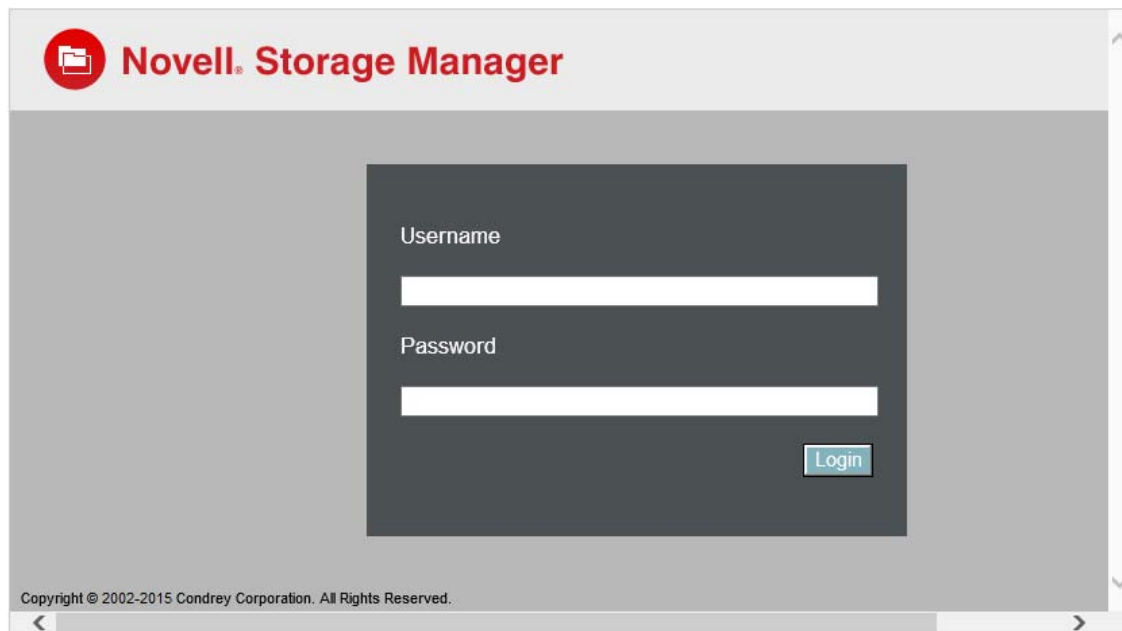 Novell® Storage Manager
Username
Password
Login
Copyright © 2002-2015 Condrey Corporation. All Rights Reserved.